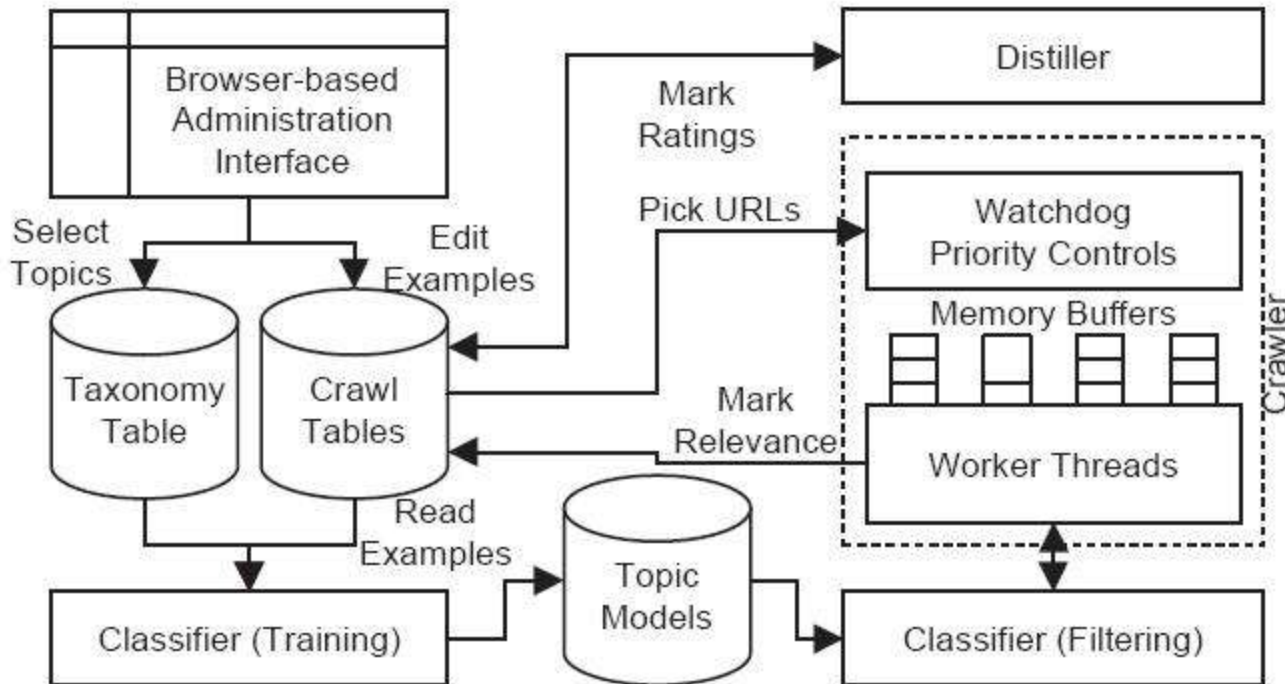 Browser-based
Administration
Interface
Distiller
Mark
Ratings
Select
Topics
Edit
Examples
Pick URLs
Watchdog
Priority Controls
Memory Buffers
Crawler
Taxonomy
Table
Crawl
Tables
Mark
Relevance
Worker Threads
Read
Examples
Topic
Models
Classifier (Training)
Classifier (Filtering)